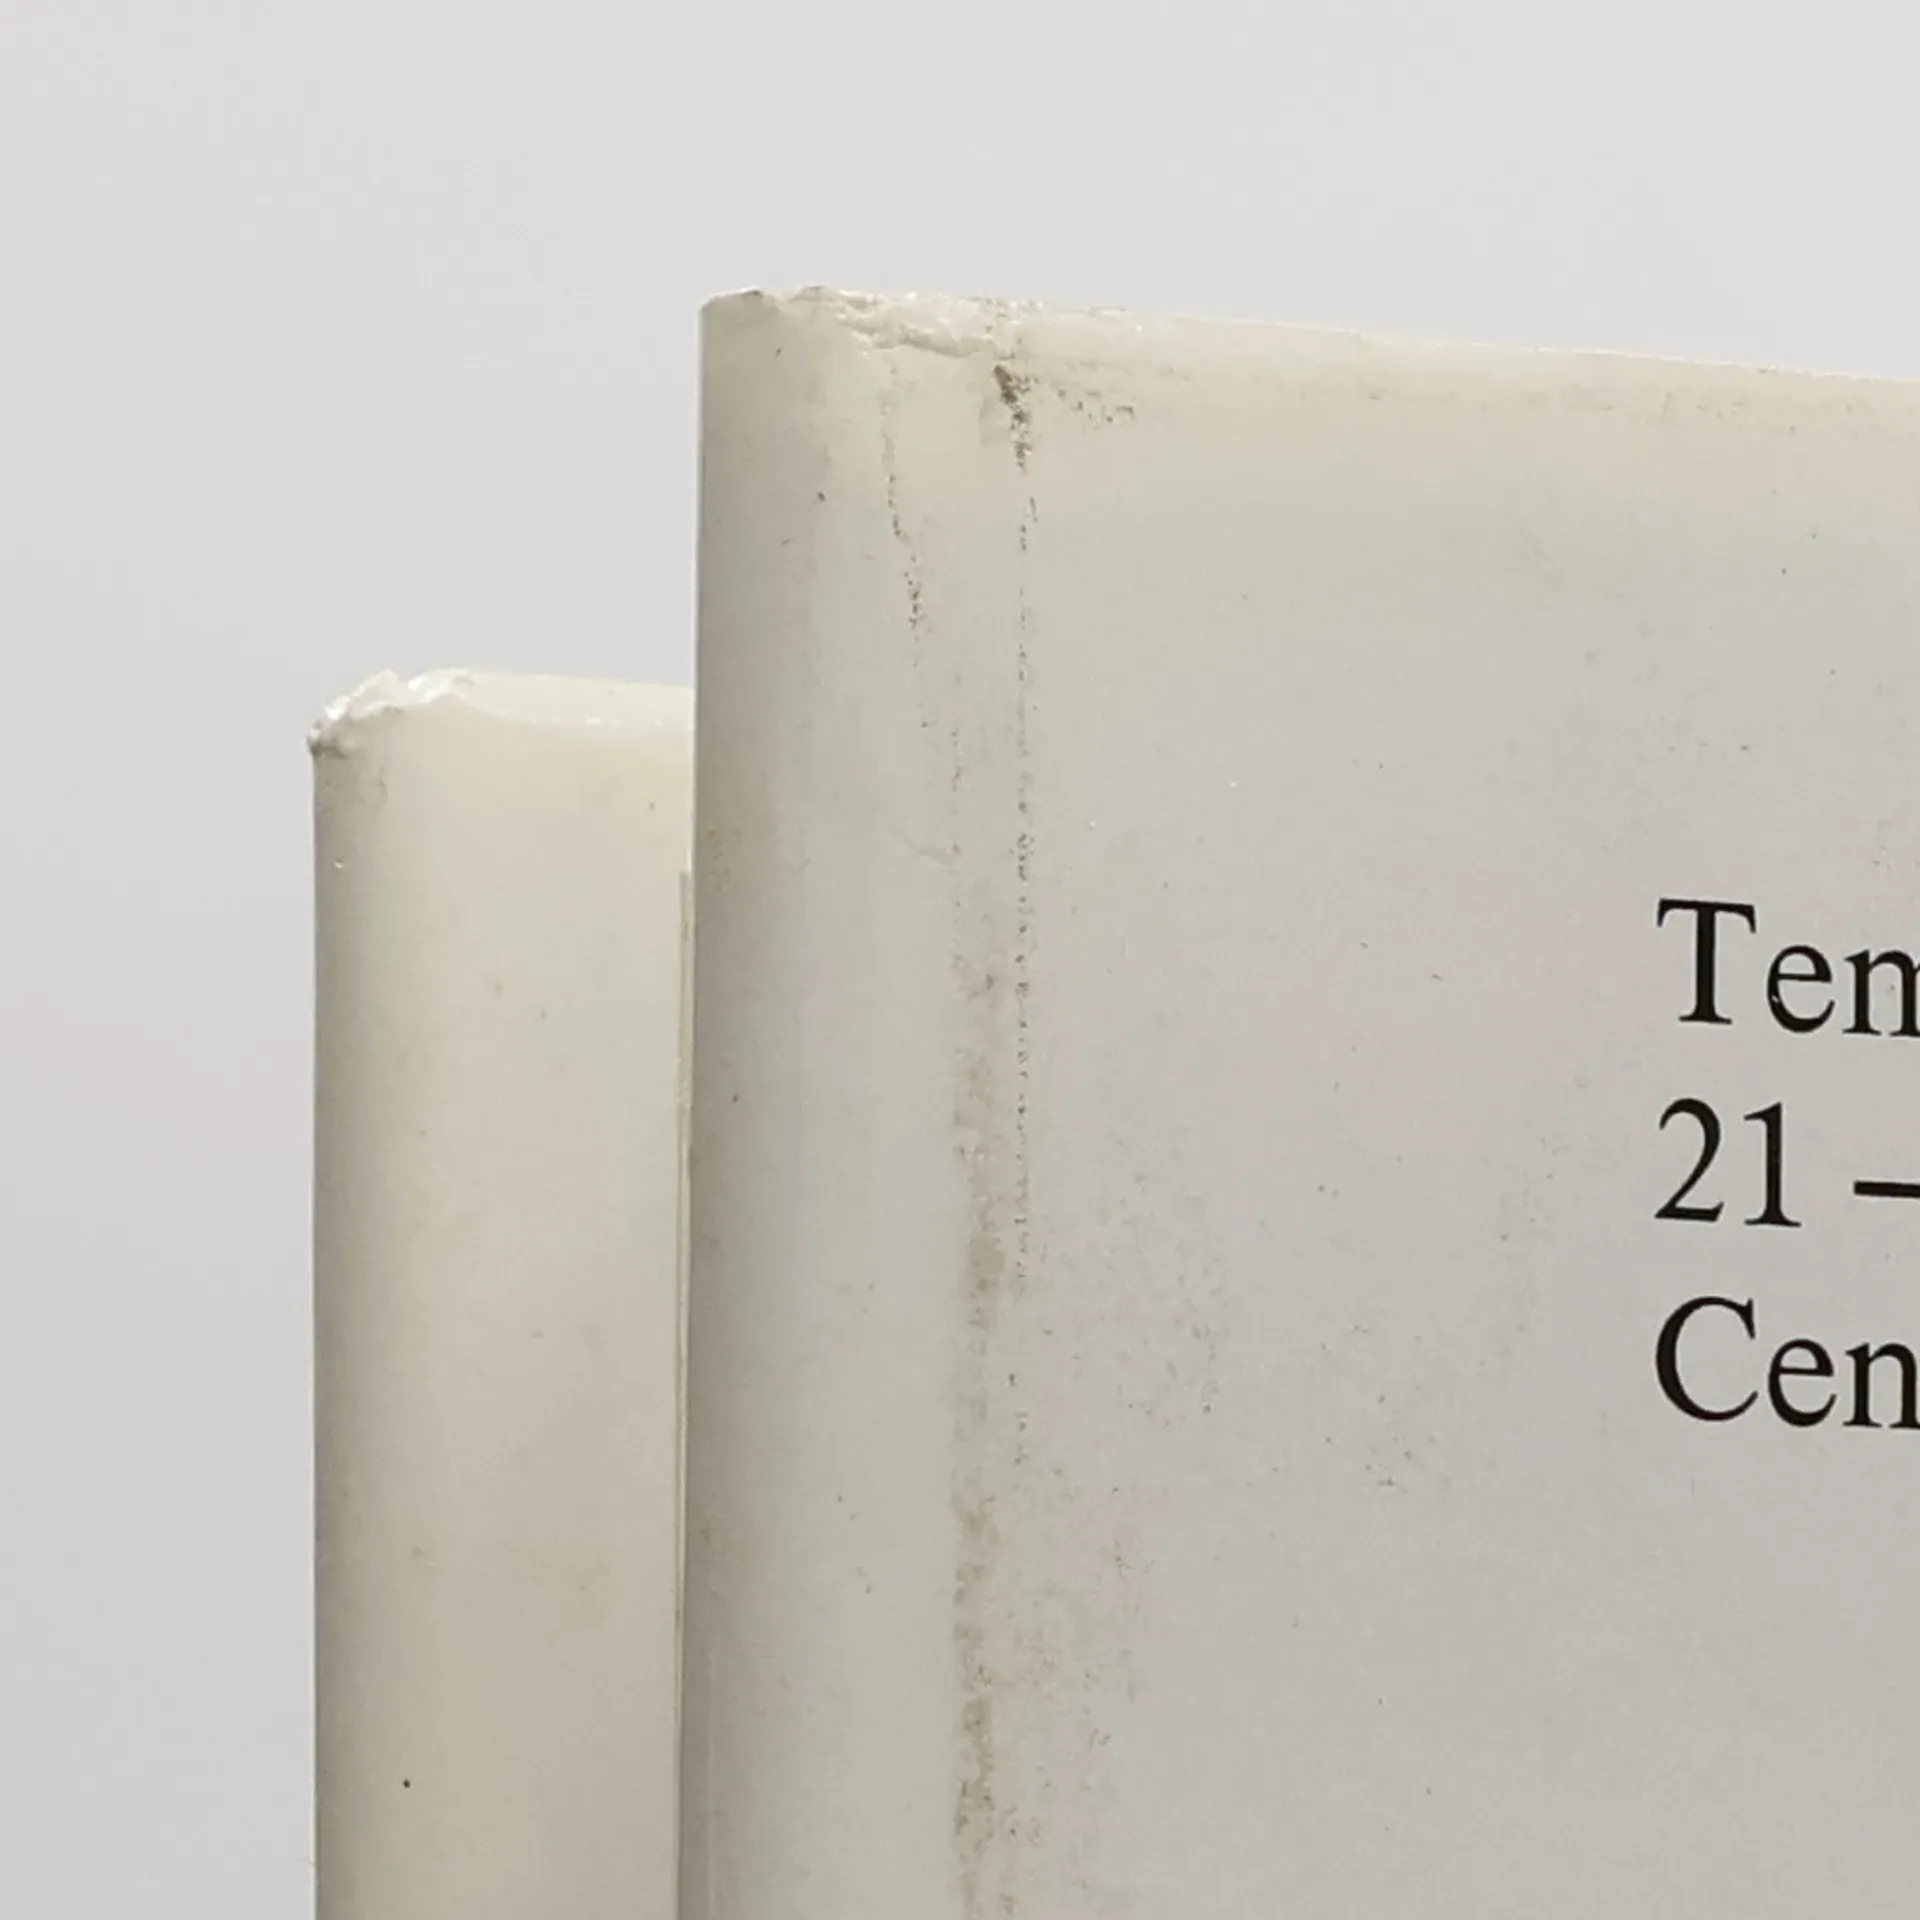 Tem
21 –
Cen